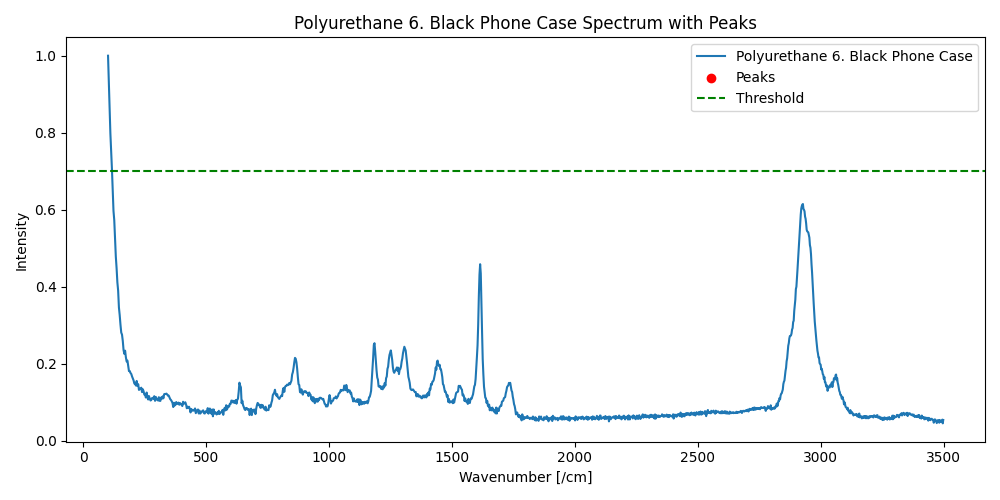 Polyurethane 6. Black Phone Case Spectrum with Peaks
Polyurethane 6. Black Phone Case
Peaks
Threshold
Intensity
1.0
0.8
0.6
0.4
0.2
0.0
0 500 1000 1500 2000 2500 3000 3500
Wavenumber [/cm]